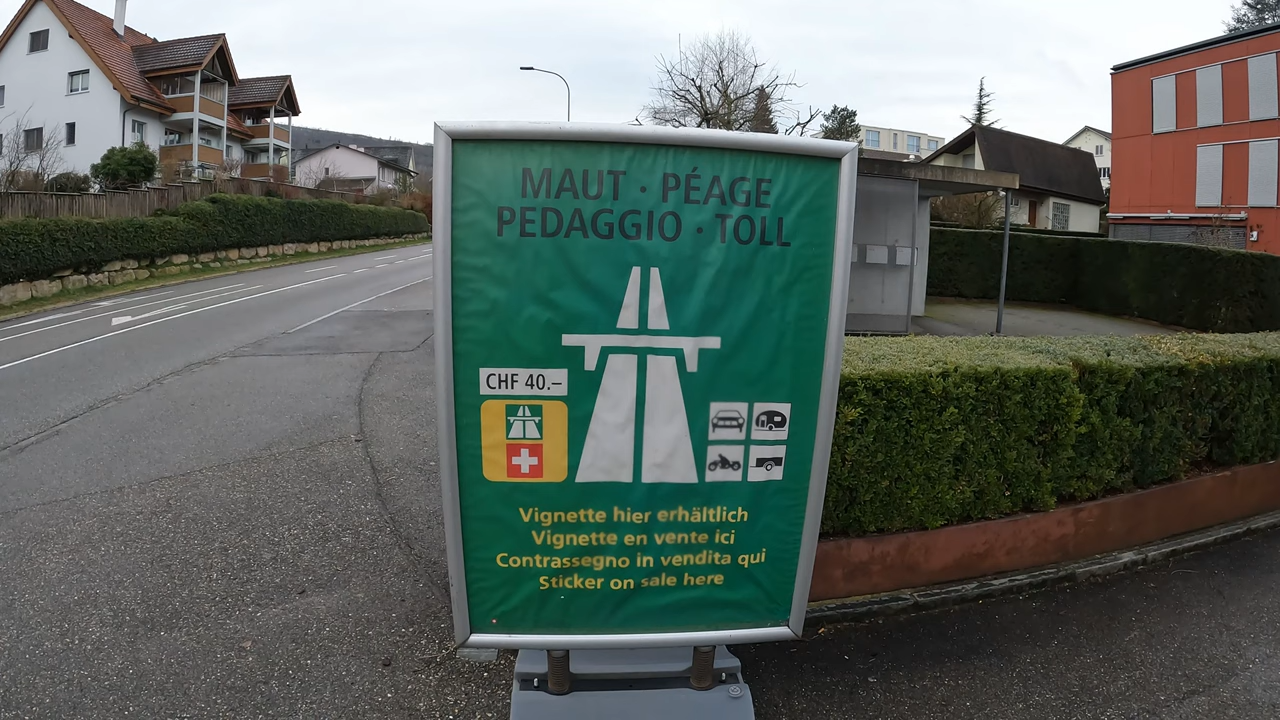 MAUT · PÉAGE
PEDAGGIO · TOLL
CHF 40.–
Vignette hier erhältlich
Vignette en vente ici
Contrassegno in vendita qui
Sticker on sale here